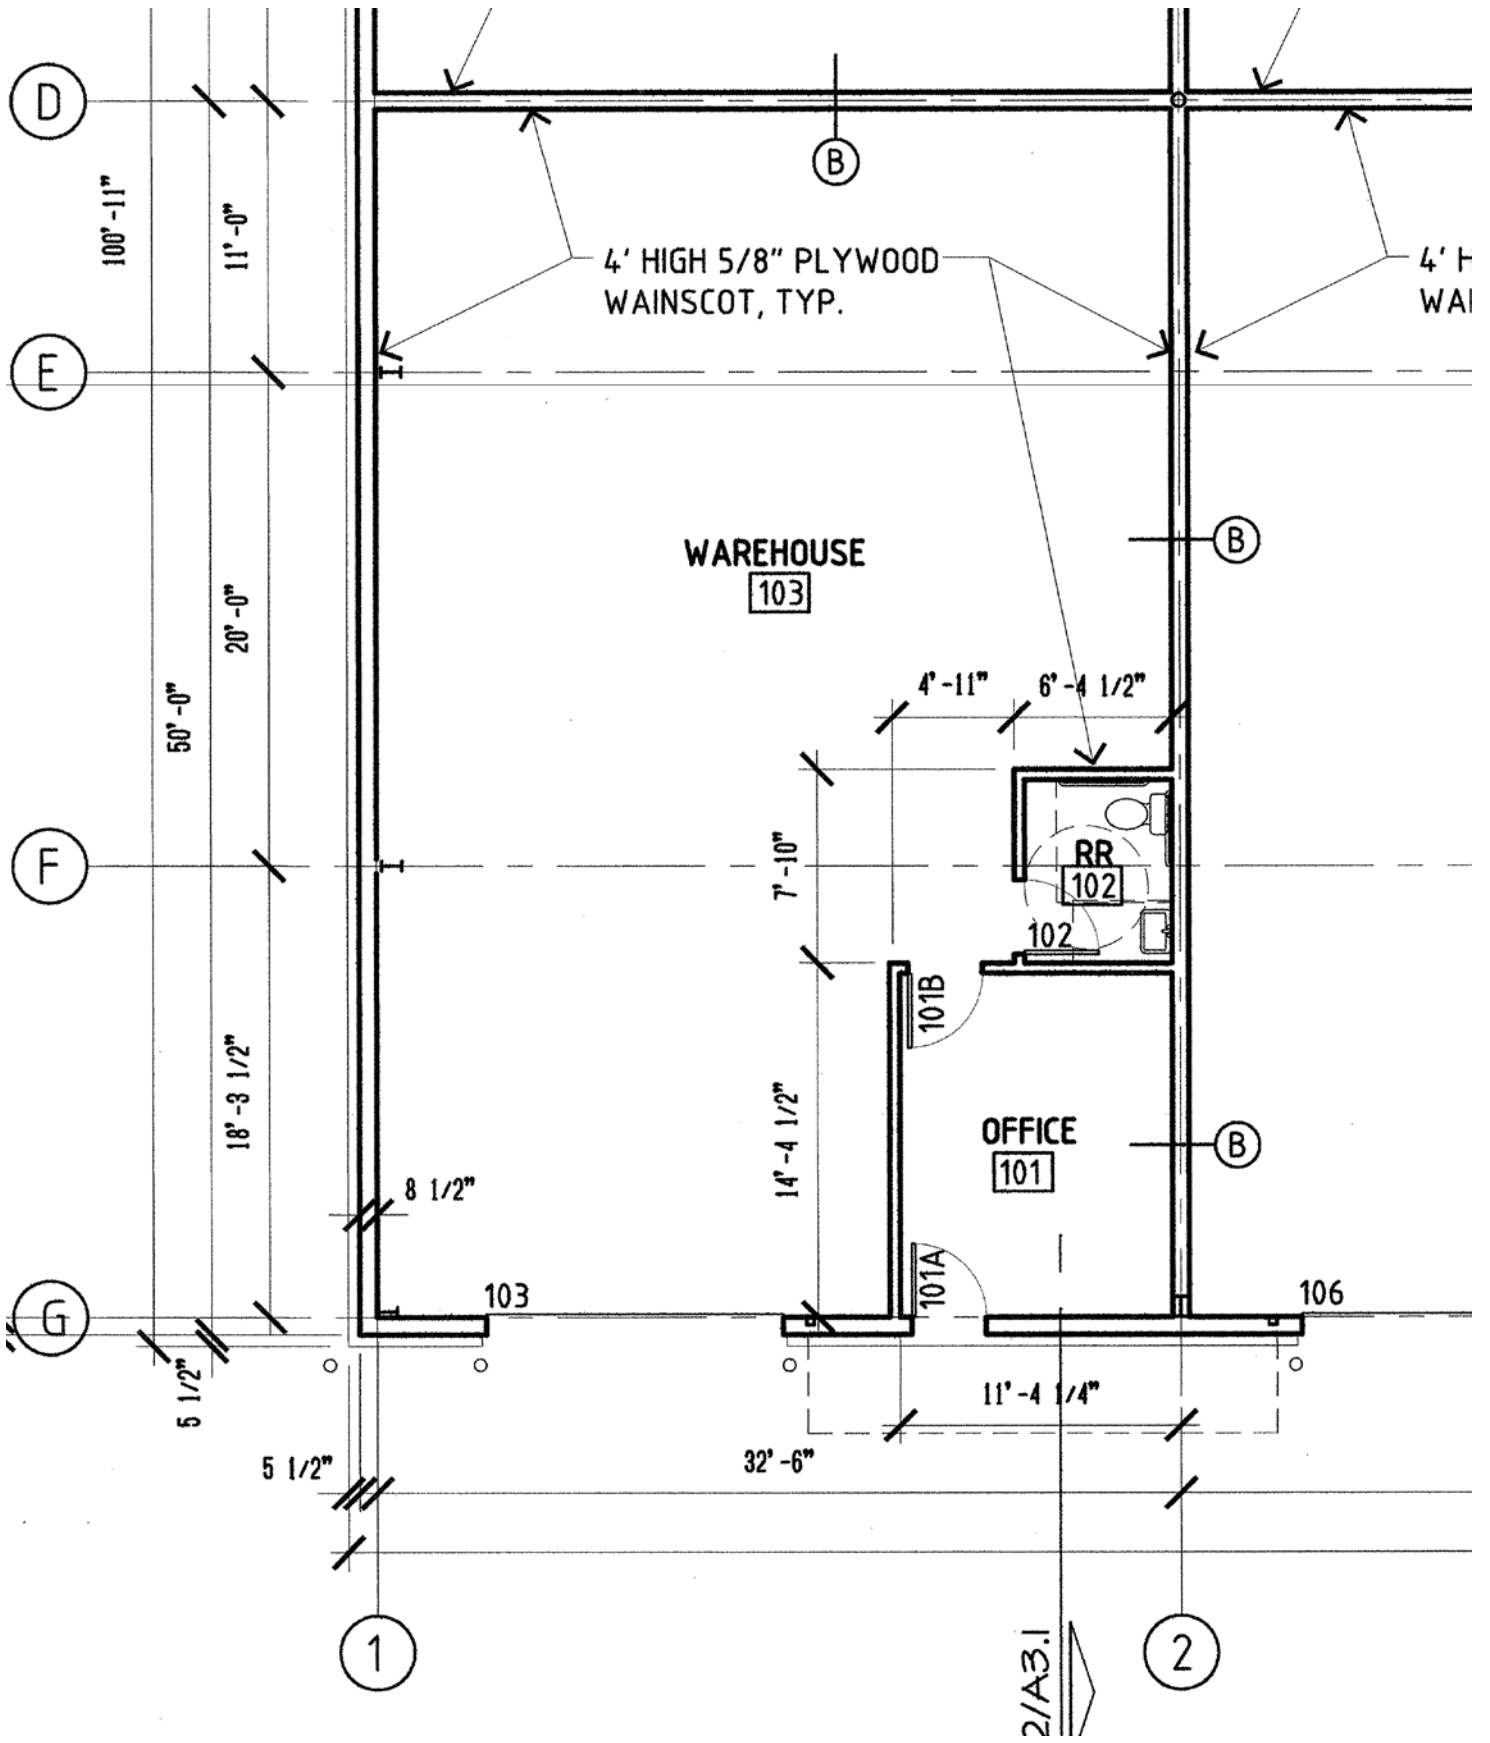 D
B
100'-11"
11'-0"
4' HIGH 5/8" PLYWOOD
WAINSCOT, TYP.
4' H
WAI
E
WAREHOUSE
103
B
20'-0"
50'-0"
4'-11"
6'-4 1/2"
F
7'-10"
RR
102
102
101B
18'-3 1/2"
14'-4 1/2"
OFFICE
101
B
8 1/2"
101A
103
106
G
5 1/2"
11'-4 1/4"
5 1/2"
32'-6"
1
2
2/A3.1